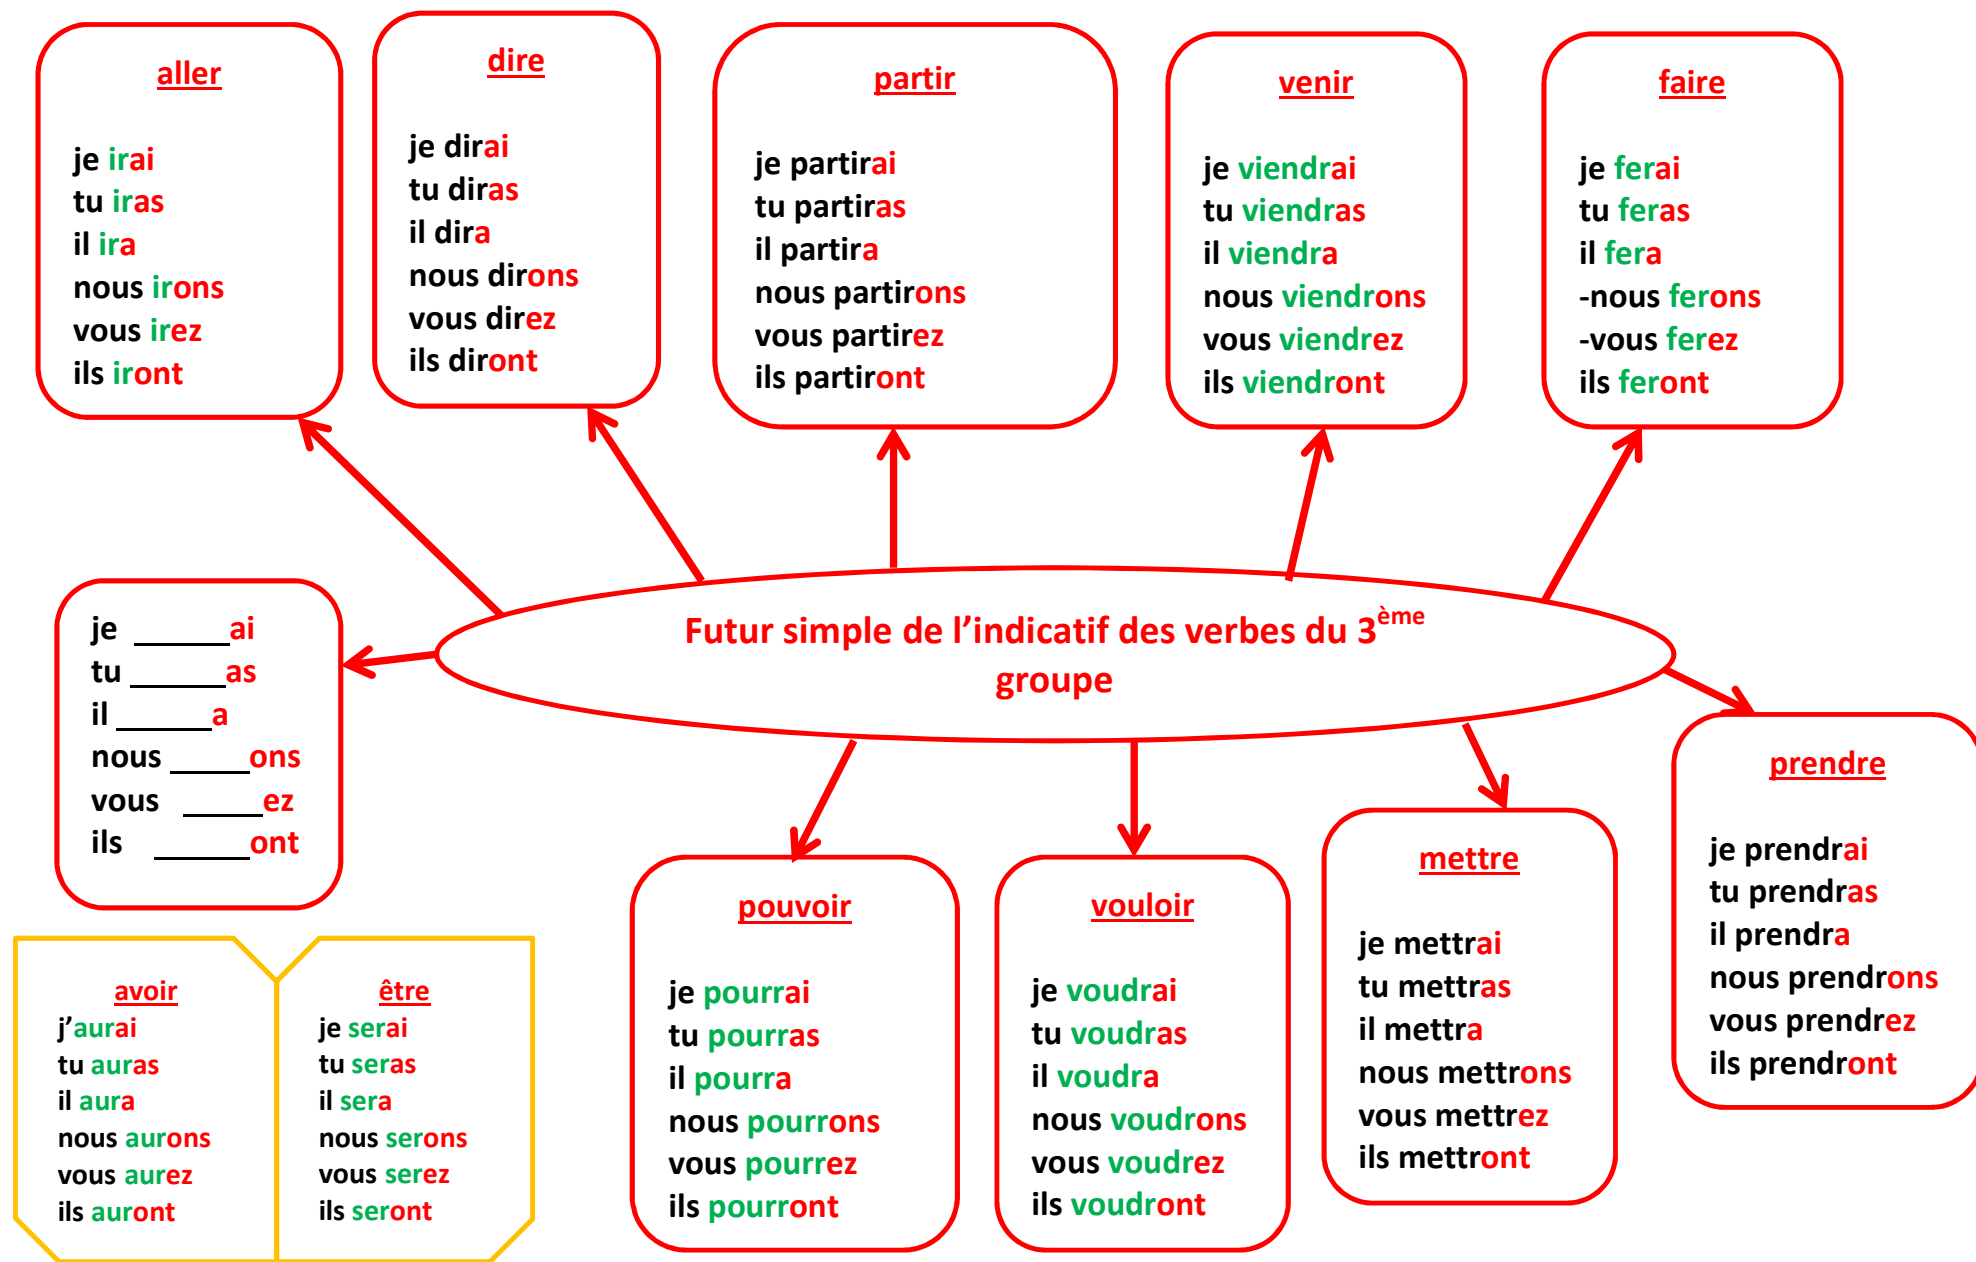 aller
je irai
tu iras
il ira
nous irons
vous irez
ils iront
dire
je dirai
tu diras
il dira
nous dirons
vous direz
ils diront
partir
je partirai
tu partiras
il partira
nous partirons
vous partirez
ils partiront
venir
je viendrai
tu viendras
il viendra
nous viendrons
vous viendrez
ils viendront
faire
je ferai
tu feras
il fera
-nous ferons
-vous ferez
ils feront
Futur simple de l’indicatif des verbes du 3ème
groupe
je ______ai
tu ______as
il ______a
nous _____ons
vous _____ez
ils ______ont
avoir
j’aurai
tu auras
il aura
nous aurons
vous aurez
ils auront
être
je serai
tu seras
il sera
nous serons
vous serez
ils seront
pouvoir
je pourrai
tu pourras
il pourra
nous pourrons
vous pourrez
ils pourront
vouloir
je voudrai
tu voudras
il voudra
nous voudrons
vous voudrez
ils voudront
mettre
je mettrai
tu mettras
il mettra
nous mettrons
vous mettrez
ils mettront
prendre
je prendrai
tu prendras
il prendra
nous prendrons
vous prendrez
ils prendront